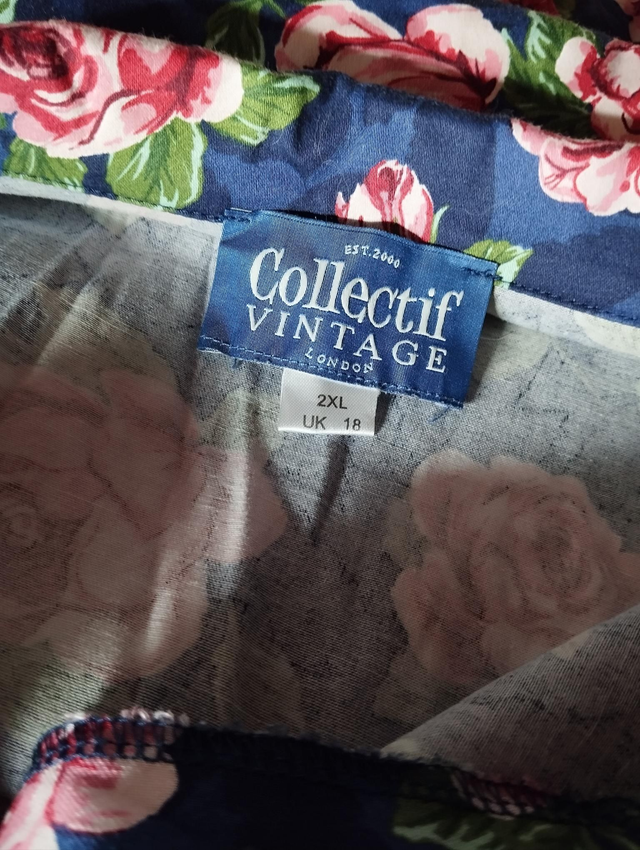 EST.2000
Collectif
VINTAGE
LONDON
2XL
UK 18